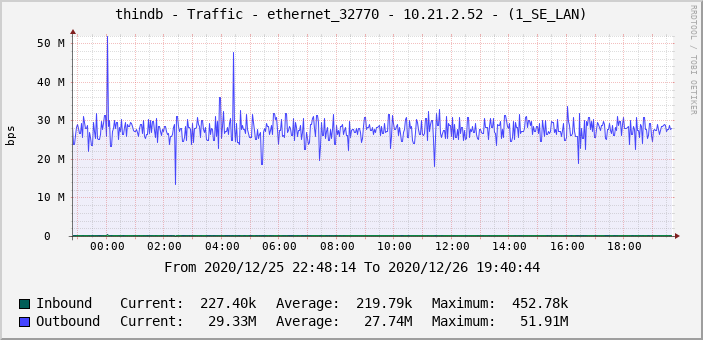 thindb - Traffic - ethernet_32770 - 10.21.2.52 - (1_SE_LAN)
RRDTOOL / TOBI OETIKER
bps
50 M
40 M
30 M
20 M
10 M
0
00:00 02:00 04:00 06:00 08:00 10:00 12:00 14:00 16:00 18:00
From 2020/12/25 22:48:14 To 2020/12/26 19:40:44
Inbound Current: 227.40k Average: 219.79k Maximum: 452.78k
Outbound Current: 29.33M Average: 27.74M Maximum: 51.91M